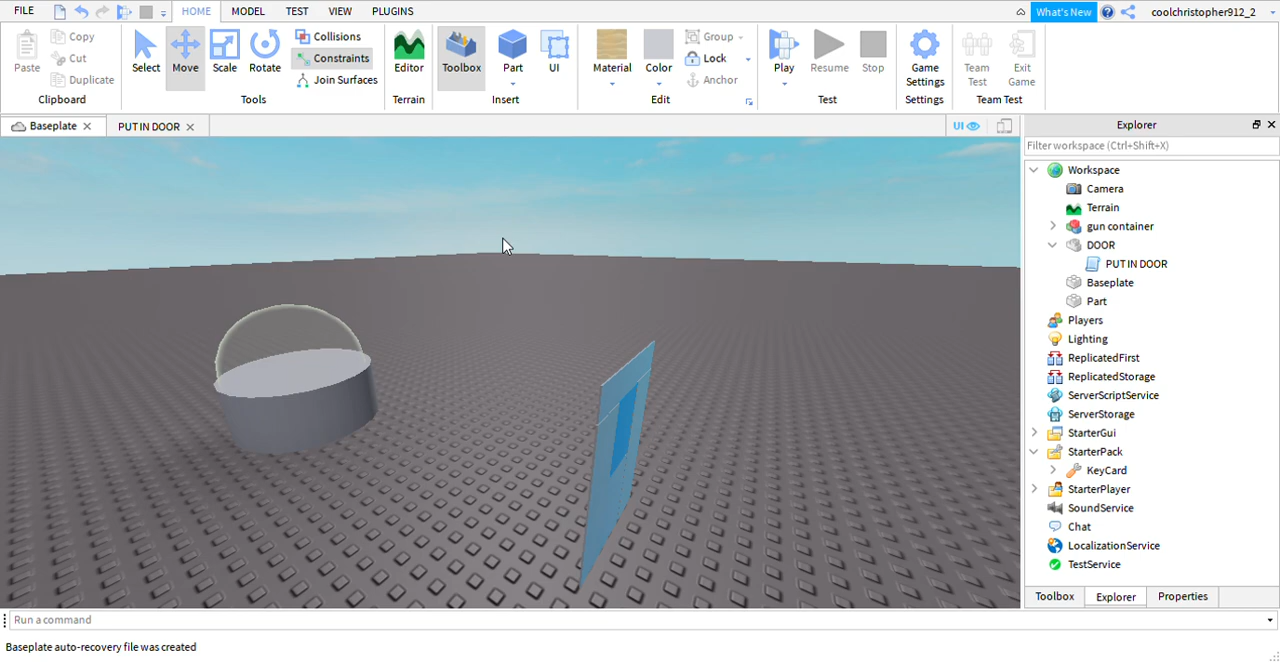 FILE HOME MODEL TEST VIEW PLUGINS What's New coolchristopher912_2
Paste Copy Cut Duplicate
Clipboard
Select Move Scale Rotate Collisions Constraints Join Surfaces
Tools
Editor
Terrain
Toolbox Part UI
Insert
Material Color Group Lock Anchor
Edit
Play Resume Stop
Test
Game Settings
Settings
Team Test Exit Game
Team Test
Baseplate PUT IN DOOR UI
Explorer
Filter workspace (Ctrl+Shift+X)
Workspace
Camera
Terrain
gun container
DOOR
PUT IN DOOR
Baseplate
Part
Players
Lighting
ReplicatedFirst
ReplicatedStorage
ServerScriptService
ServerStorage
StarterGui
StarterPack
KeyCard
StarterPlayer
SoundService
Chat
LocalizationService
TestService
Toolbox Explorer Properties
Run a command
Baseplate auto-recovery file was created